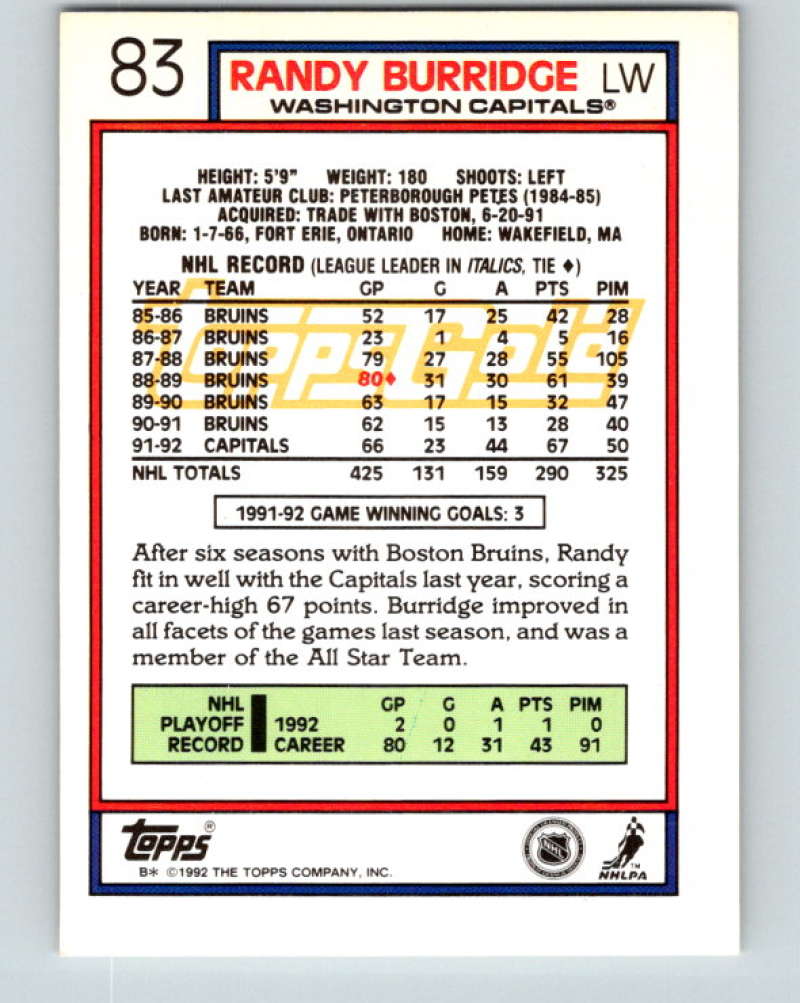 83 RANDY BURRIDGE LW
WASHINGTON CAPITALS®
HEIGHT: 5'9" WEIGHT: 180 SHOOTS: LEFT
LAST AMATEUR CLUB: PETERBOROUGH PETES (1984-85)
ACQUIRED: TRADE WITH BOSTON, 6-20-91
BORN: 1-7-66, FORT ERIE, ONTARIO HOME: WAKEFIELD, MA
NHL RECORD (LEAGUE LEADER IN ITALICS, TIE ♦)
YEAR TEAM GP G A PTS PIM
85-86 BRUINS 52 17 25 42 28
86-87 BRUINS 23 1 4 5 16
87-88 BRUINS 79 27 28 55 105
88-89 BRUINS 80♦ 31 30 61 39
89-90 BRUINS 63 17 15 32 47
90-91 BRUINS 62 15 13 28 40
91-92 CAPITALS 66 23 44 67 50
NHL TOTALS 425 131 159 290 325
Topps Gold
1991-92 GAME WINNING GOALS: 3
After six seasons with Boston Bruins, Randy
fit in well with the Capitals last year, scoring a
career-high 67 points. Burridge improved in
all facets of the games last season, and was a
member of the All Star Team.
NHL GP G A PTS PIM
PLAYOFF 1992 2 0 1 1 0
RECORD CAREER 80 12 31 43 91
TOPPS®
B* ©1992 THE TOPPS COMPANY, INC.
NHL
™
NHLPA